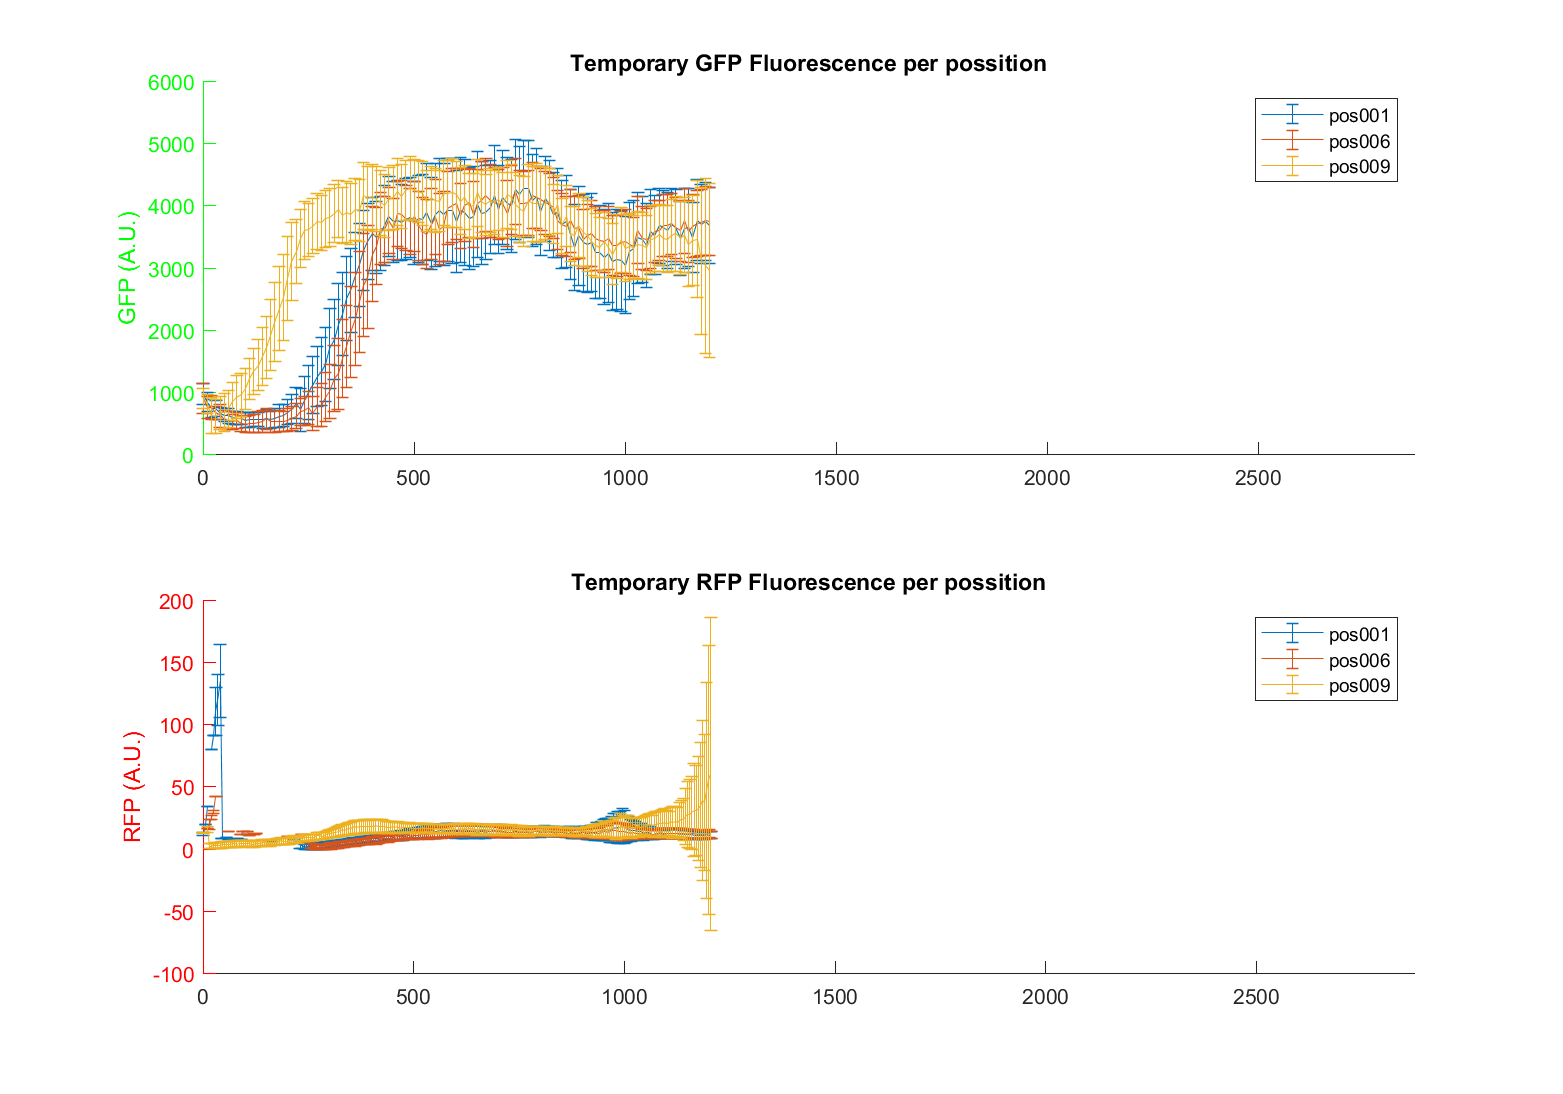 Temporary GFP Fluorescence per possition
6000
5000
4000
3000
2000
1000
0
GFP (A.U.)
pos001
pos006
pos009
0 500 1000 1500 2000 2500
Temporary RFP Fluorescence per possition
200
150
100
50
0
-50
-100
RFP (A.U.)
pos001
pos006
pos009
0 500 1000 1500 2000 2500